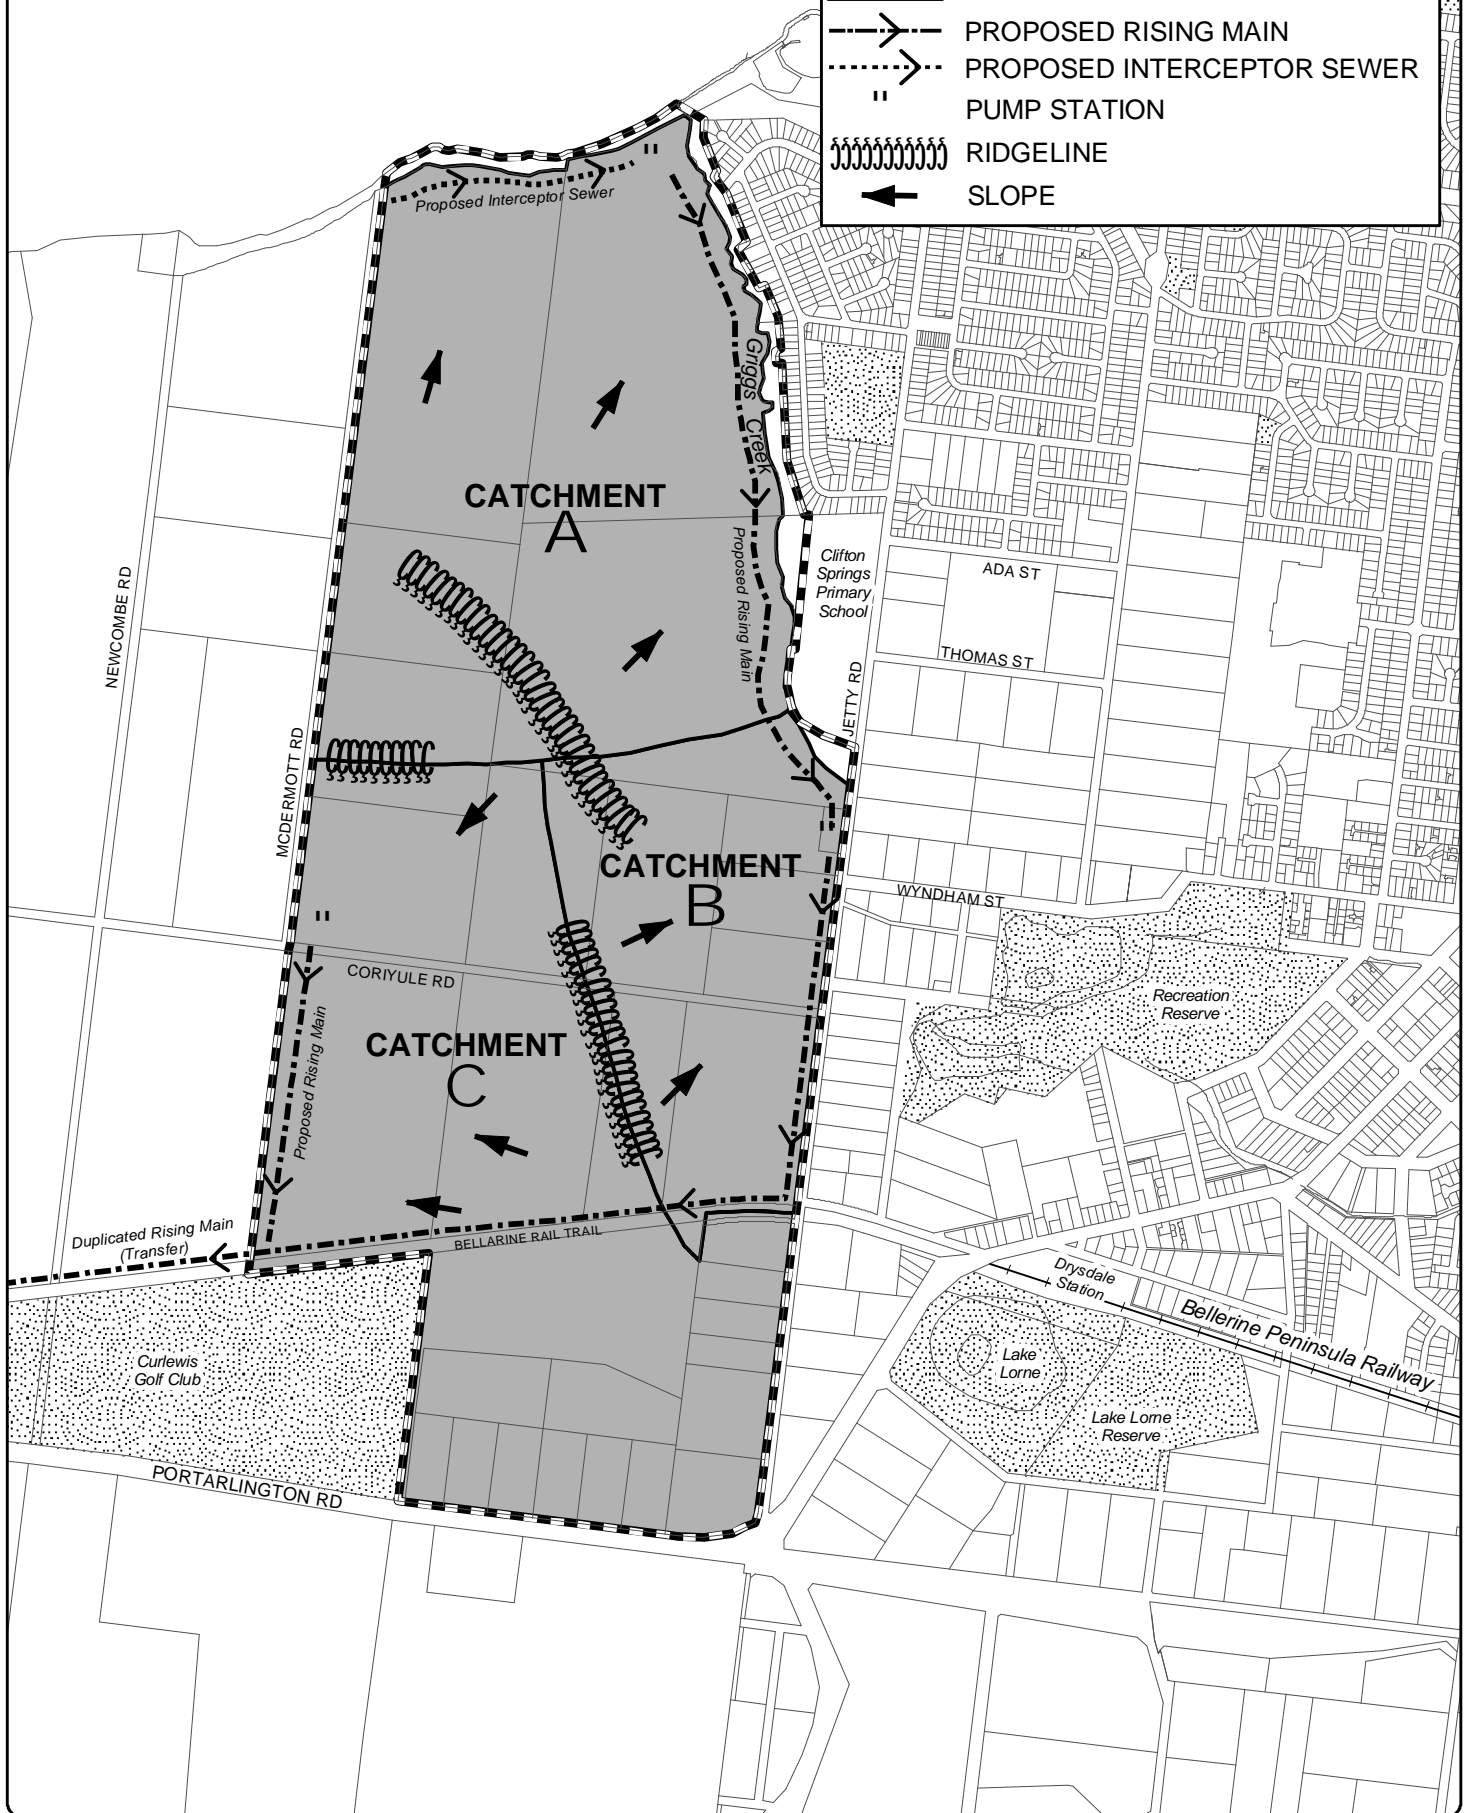 PROPOSED RISING MAIN
PROPOSED INTERCEPTOR SEWER
PUMP STATION
RIDGELINE
SLOPE
Proposed Interceptor Sewer
Griggs Creek
CATCHMENT
A
Proposed Rising Main
Clifton
Springs
Primary
School
ADA ST
THOMAS ST
NEWCOMBE RD
JETTY RD
MCDERMOTT RD
CATCHMENT
B
WYNDHAM ST
CORIYULE RD
Recreation
Reserve
CATCHMENT
C
Proposed Rising Main
Duplicated Rising Main
(Transfer)
BELLARINE RAIL TRAIL
Drysdale
Station
Bellerine Peninsula Railway
Curlewis
Golf Club
Lake
Lorne
Lake Lorne
Reserve
PORTARLINGTON RD